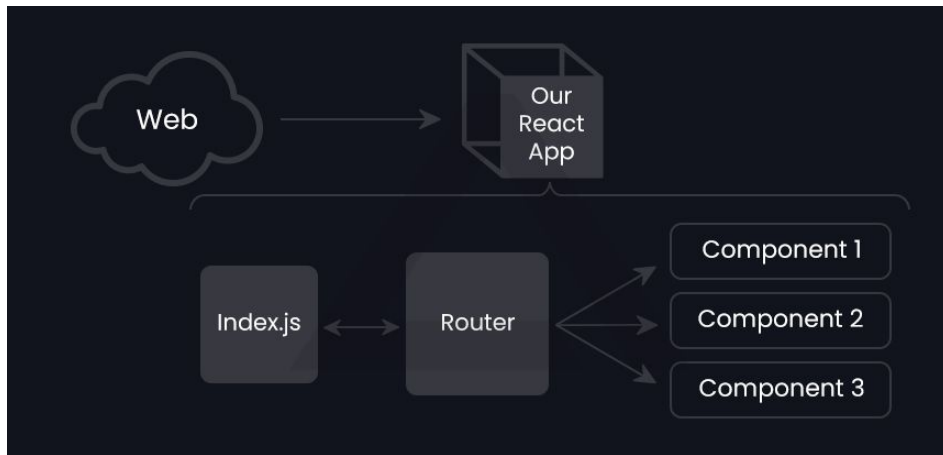 Web
Our
React
App
Index.js
Router
Component 1
Component 2
Component 3